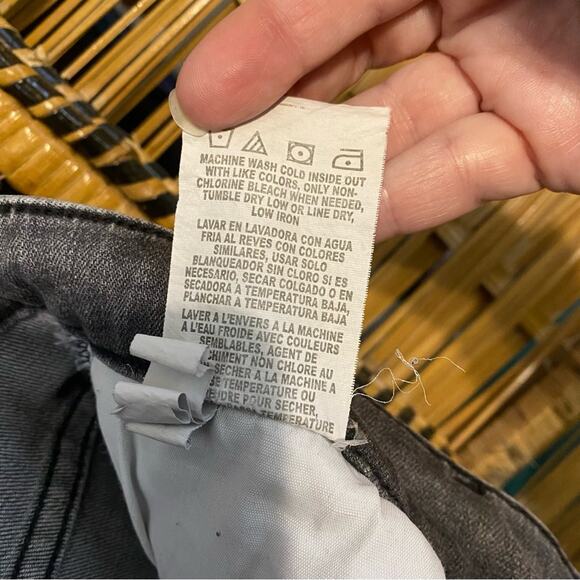 MACHINE WASH COLD INSIDE OUT
WITH LIKE COLORS, ONLY NON-
CHLORINE BLEACH WHEN NEEDED,
TUMBLE DRY LOW OR LINE DRY,
LOW IRON
LAVAR EN LAVADORA CON AGUA
FRIA AL REVES CON COLORES
SIMILARES, USAR SOLO
BLANQUEADOR SIN CLORO SI ES
NECESARIO, SECAR COLGADO O EN
SECADORA A TEMPERATURA BAJA,
PLANCHAR A TEMPERATURA BAJA
LAVER A L'ENVERS A LA MACHINE
A L'EAU FROIDE AVEC COULEURS
SEMBLABLES, AGENT DE
CHIMENT NON CHLORE AU
SECHER A LA MACHINE A
SE TEMPERATURE OU
POUR SECHER,
TEMPERATURE